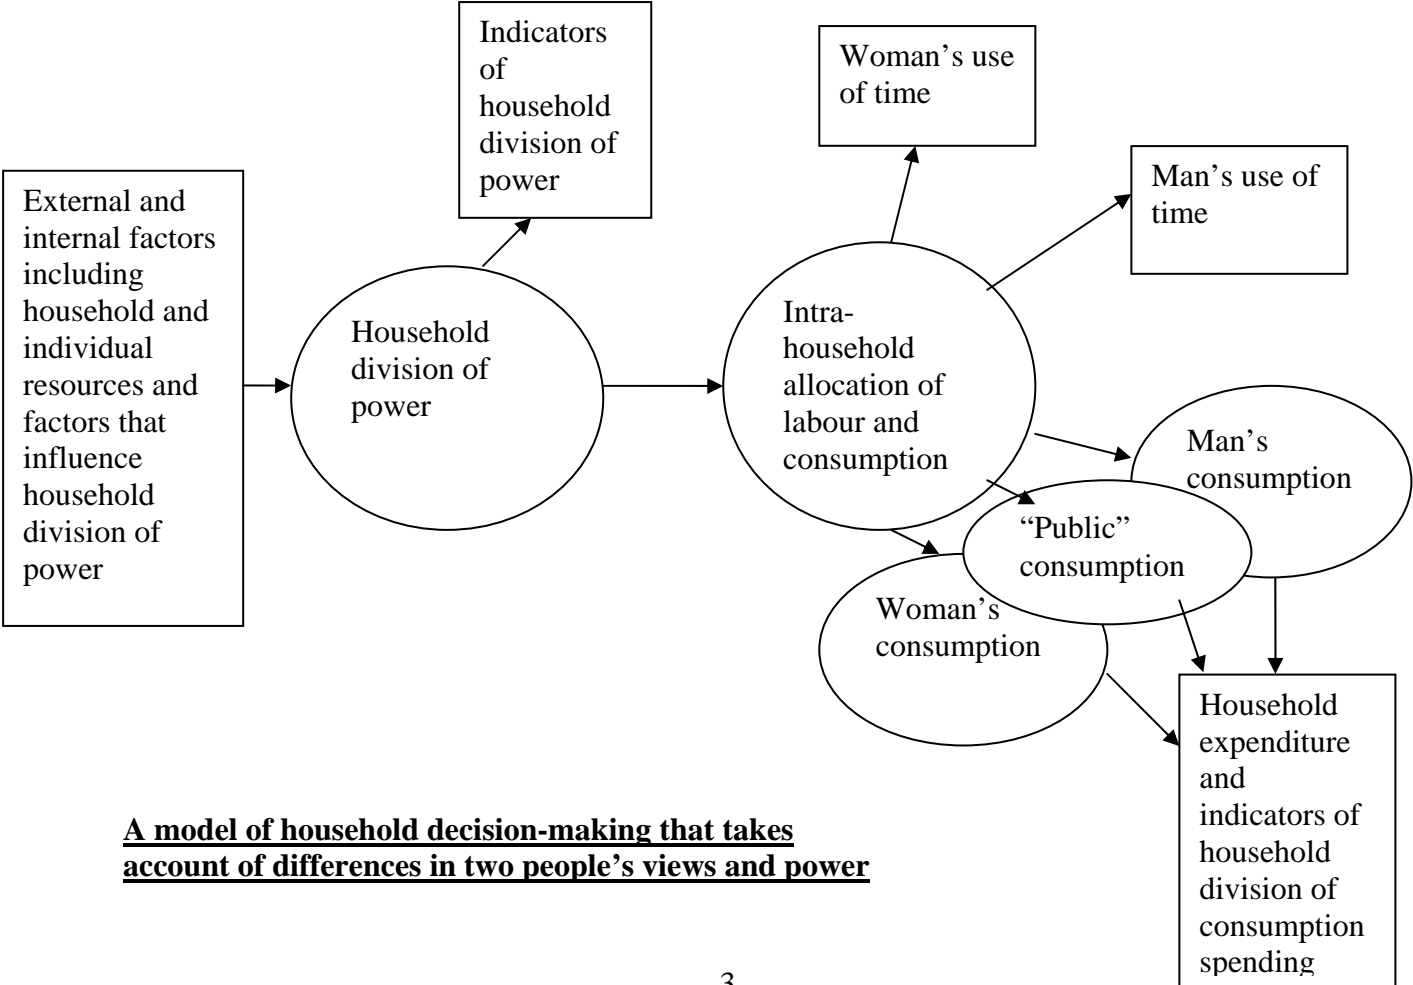 Indicators
of
household
division of
power
Woman’s use
of time
Man’s use of
time
External and
internal factors
including
household and
individual
resources and
factors that
influence
household
division of
power
Household
division of
power
Intra-
household
allocation of
labour and
consumption
Man’s
consumption
“Public”
consumption
Woman’s
consumption
Household
expenditure
and
indicators of
household
division of
consumption
spending
A model of household decision-making that takes
account of differences in two people’s views and power
3